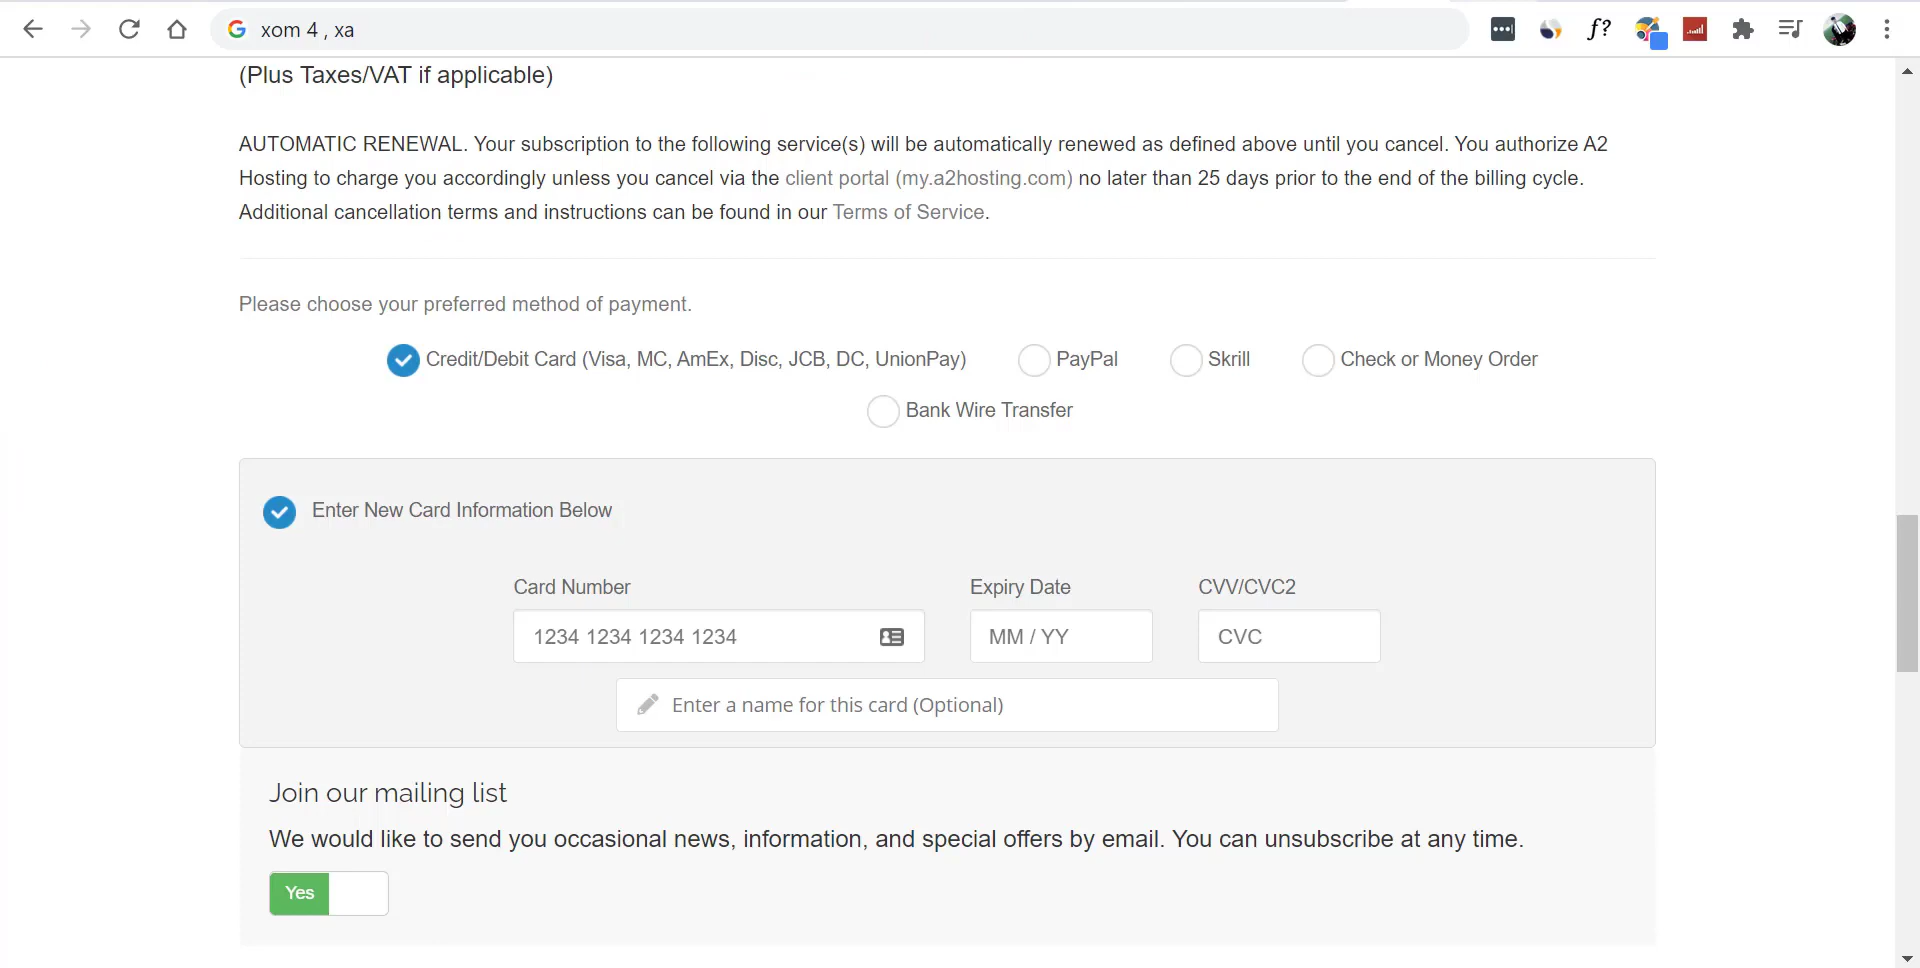 xom 4 , xa
f?
(Plus Taxes/VAT if applicable)
AUTOMATIC RENEWAL. Your subscription to the following service(s) will be automatically renewed as defined above until you cancel. You authorize A2
Hosting to charge you accordingly unless you cancel via the client portal (my.a2hosting.com) no later than 25 days prior to the end of the billing cycle.
Additional cancellation terms and instructions can be found in our Terms of Service.
Please choose your preferred method of payment.
Credit/Debit Card (Visa, MC, AmEx, Disc, JCB, DC, UnionPay) PayPal Skrill Check or Money Order
Bank Wire Transfer
Enter New Card Information Below
Card Number Expiry Date CVV/CVC2
1234 1234 1234 1234 MM / YY CVC
Enter a name for this card (Optional)
Join our mailing list
We would like to send you occasional news, information, and special offers by email. You can unsubscribe at any time.
Yes